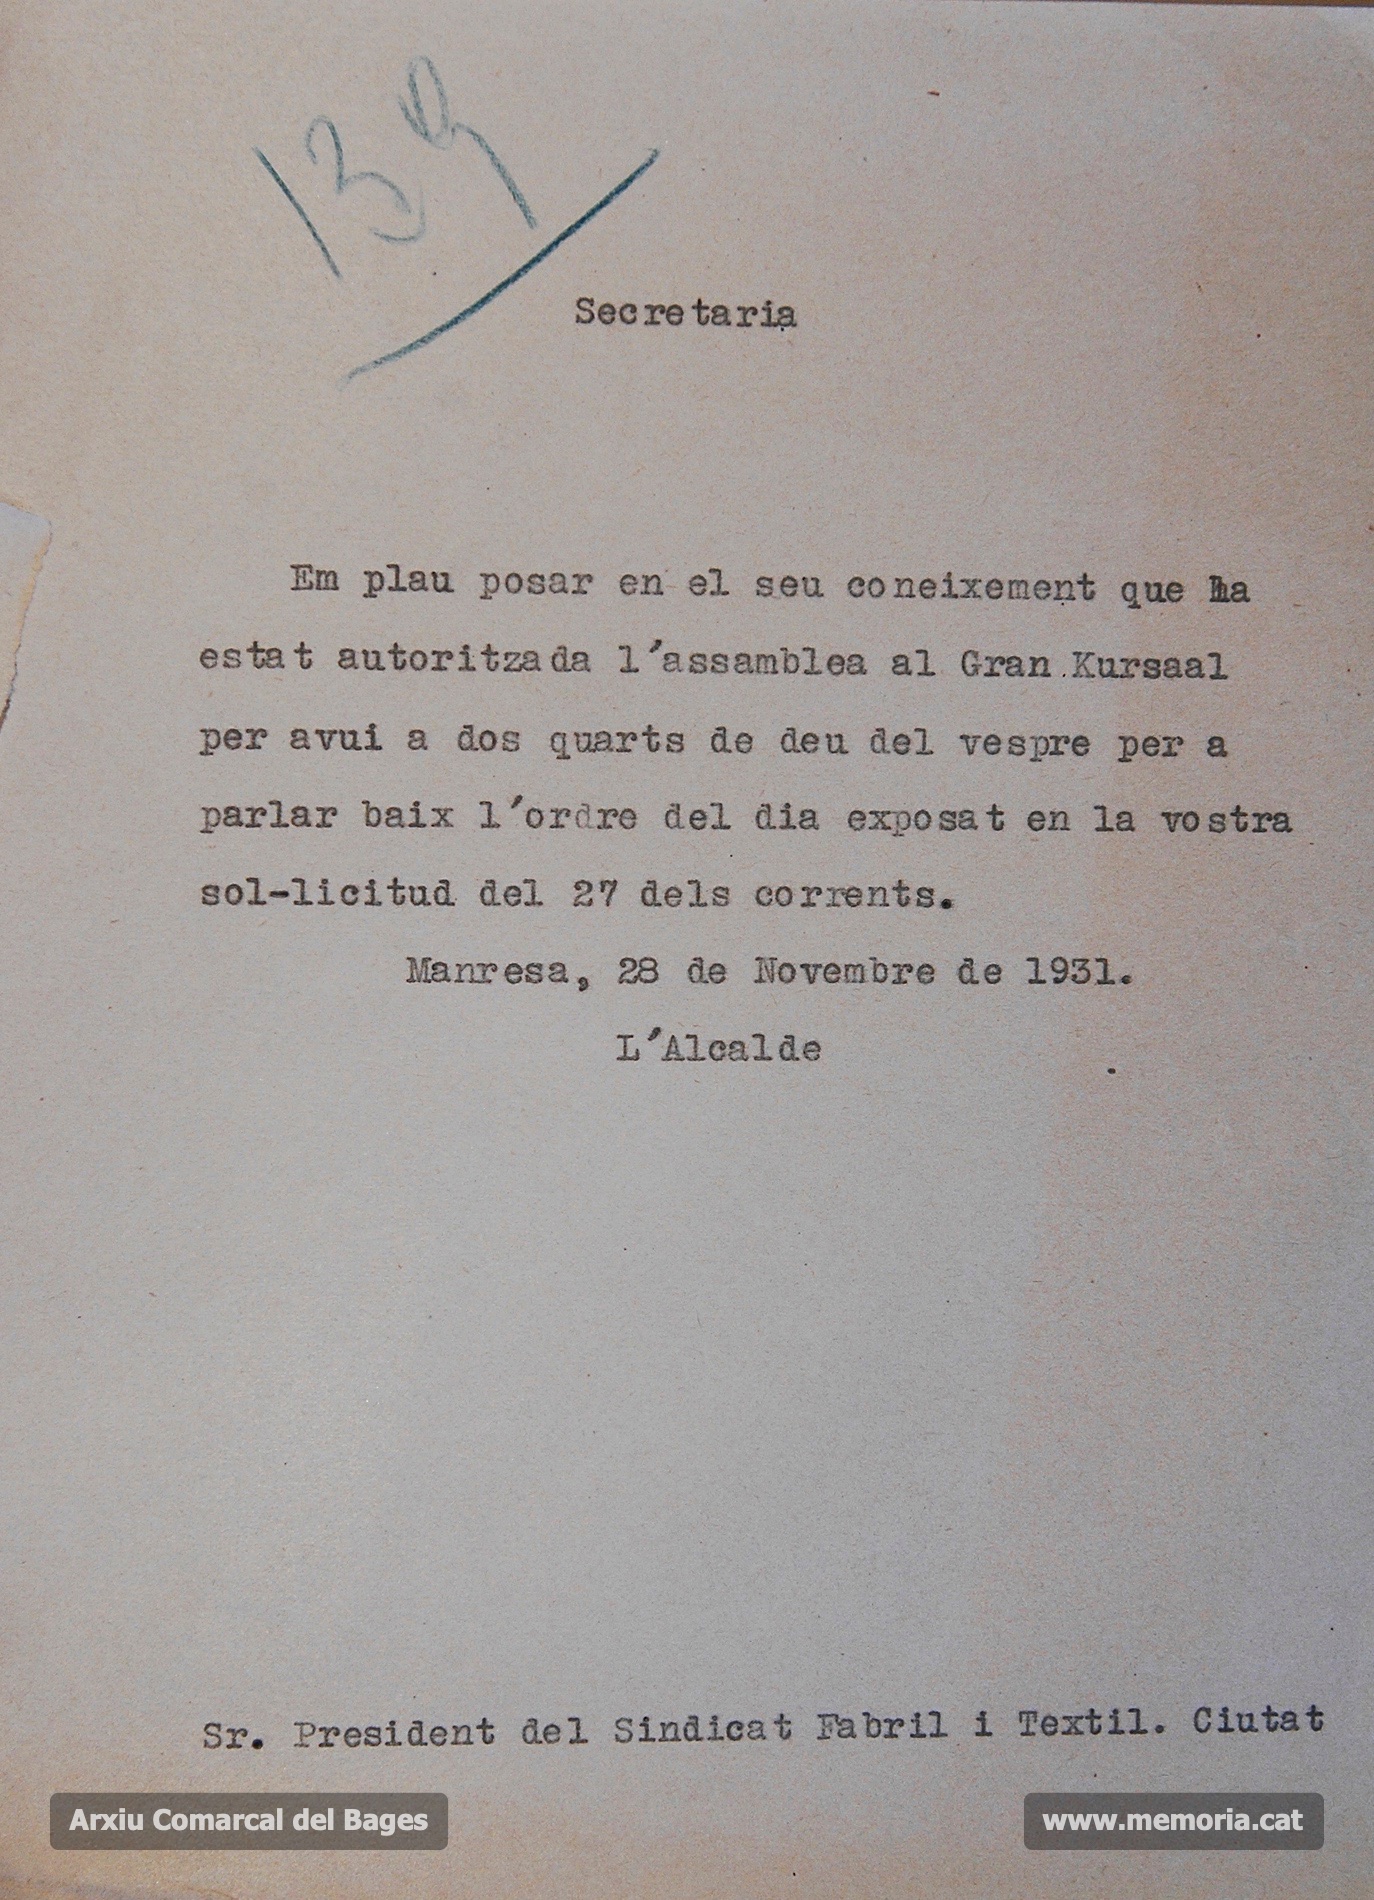 139
Secretaria
Em plau posar en el seu coneixement que ha
estat autoritzada l'assamblea al Gran Kursaal
per avui a dos quarts de deu del vespre per a
parlar baix l'ordre del dia exposat en la vostra
sol-licitud del 27 dels corrents.
Manresa, 28 de Novembre de 1931.
L'Alcalde
Sr. President del Sindicat Fabril i Textil. Ciutat
Arxiu Comarcal del Bages
www.memoria.cat